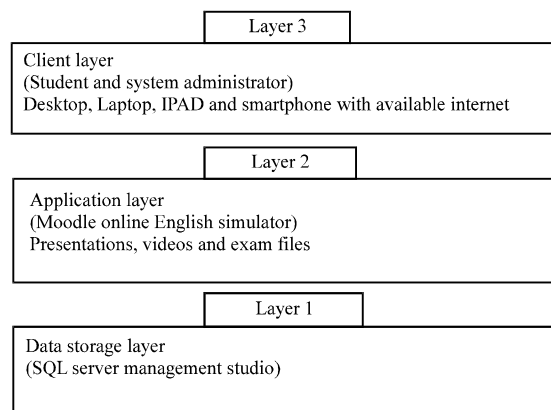 Layer 3
Client layer
(Student and system administrator)
Desktop, Laptop, IPAD and smartphone with available internet
Layer 2
Application layer
(Moodle online English simulator)
Presentations, videos and exam files
Layer 1
Data storage layer
(SQL server management studio)